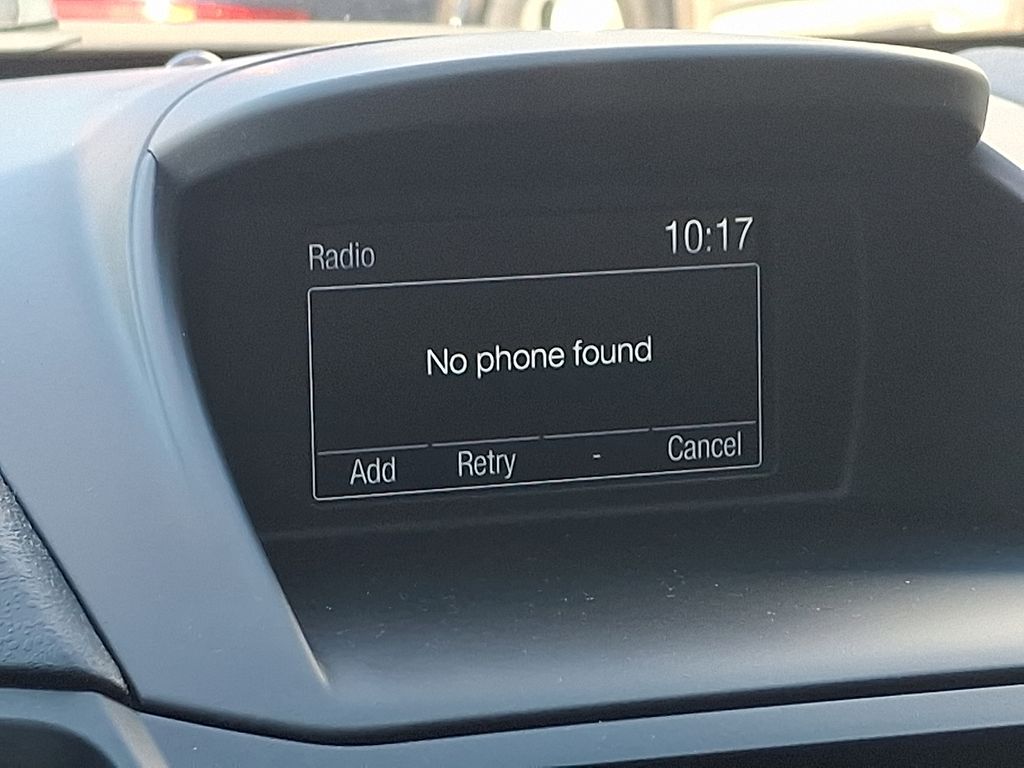 Radio 10:17
No phone found
Add Retry - Cancel